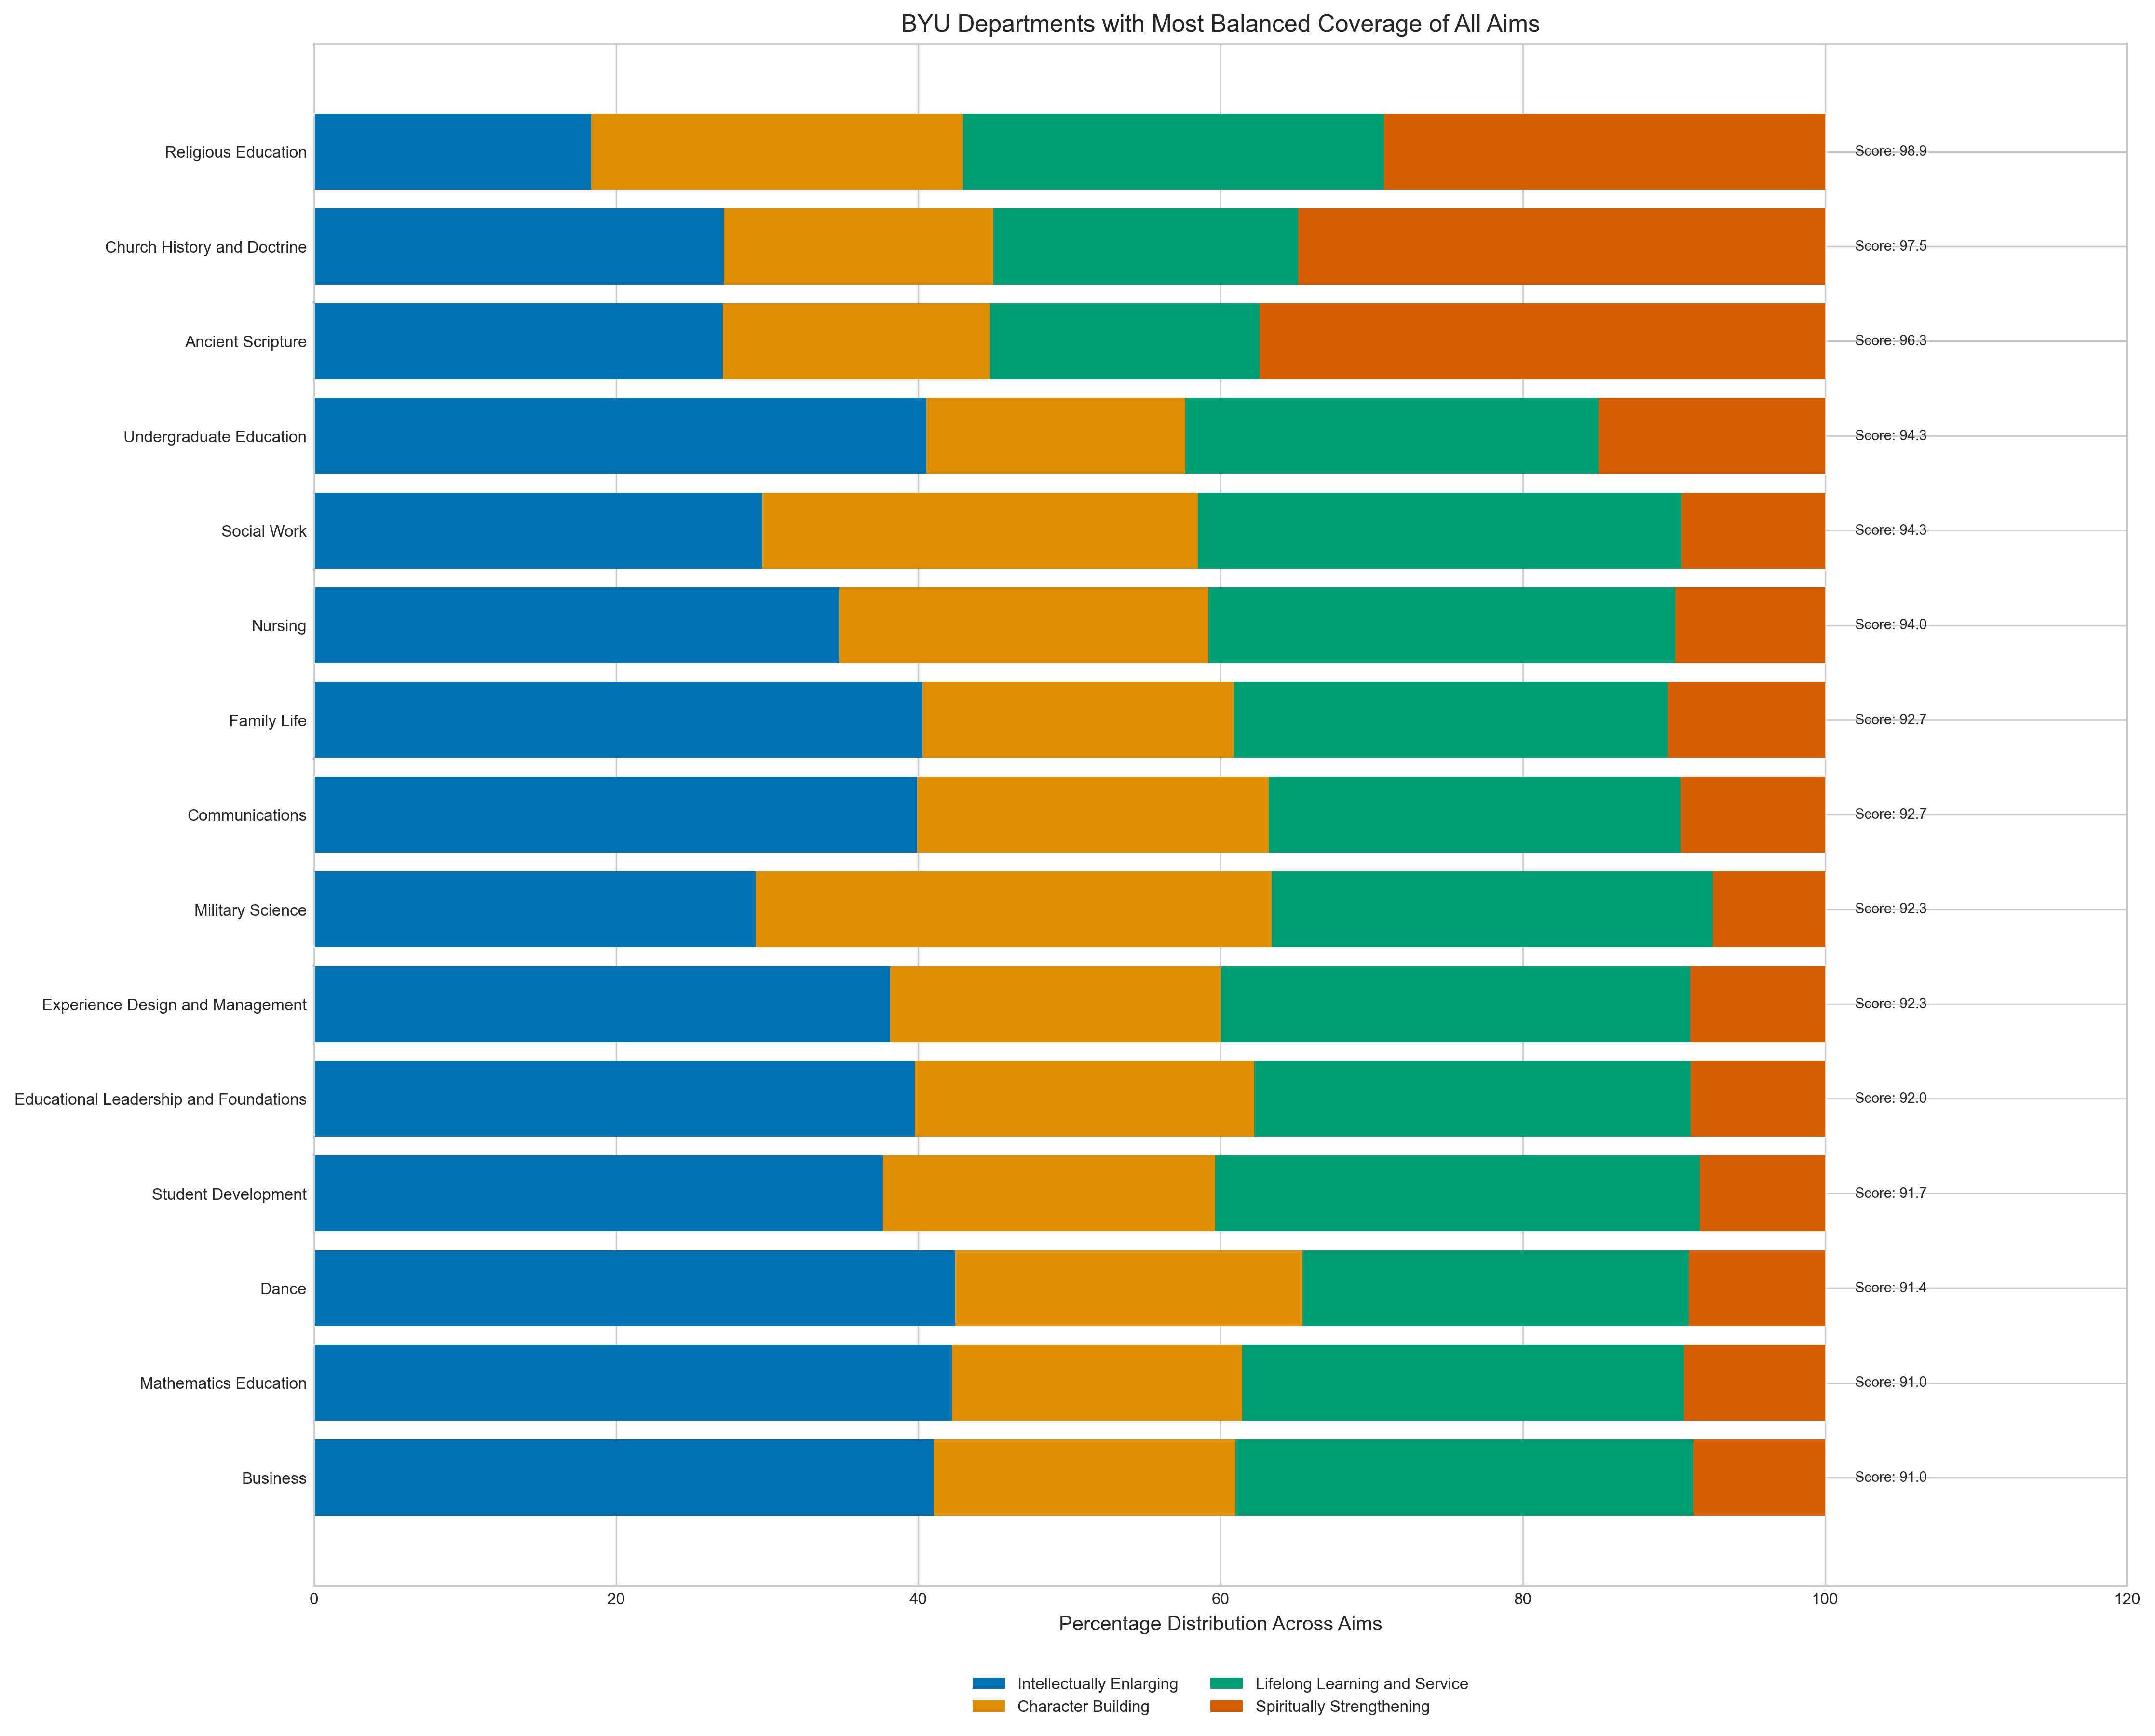 BYU Departments with Most Balanced Coverage of All Aims
Religious Education
Score: 98.9
Church History and Doctrine
Score: 97.5
Ancient Scripture
Score: 96.3
Undergraduate Education
Score: 94.3
Social Work
Score: 94.3
Nursing
Score: 94.0
Family Life
Score: 92.7
Communications
Score: 92.7
Military Science
Score: 92.3
Experience Design and Management
Score: 92.3
Educational Leadership and Foundations
Score: 92.0
Student Development
Score: 91.7
Dance
Score: 91.4
Mathematics Education
Score: 91.0
Business
Score: 91.0
0 20 40 60 80 100 120
Percentage Distribution Across Aims
Intellectually Enlarging
Character Building
Lifelong Learning and Service
Spiritually Strengthening